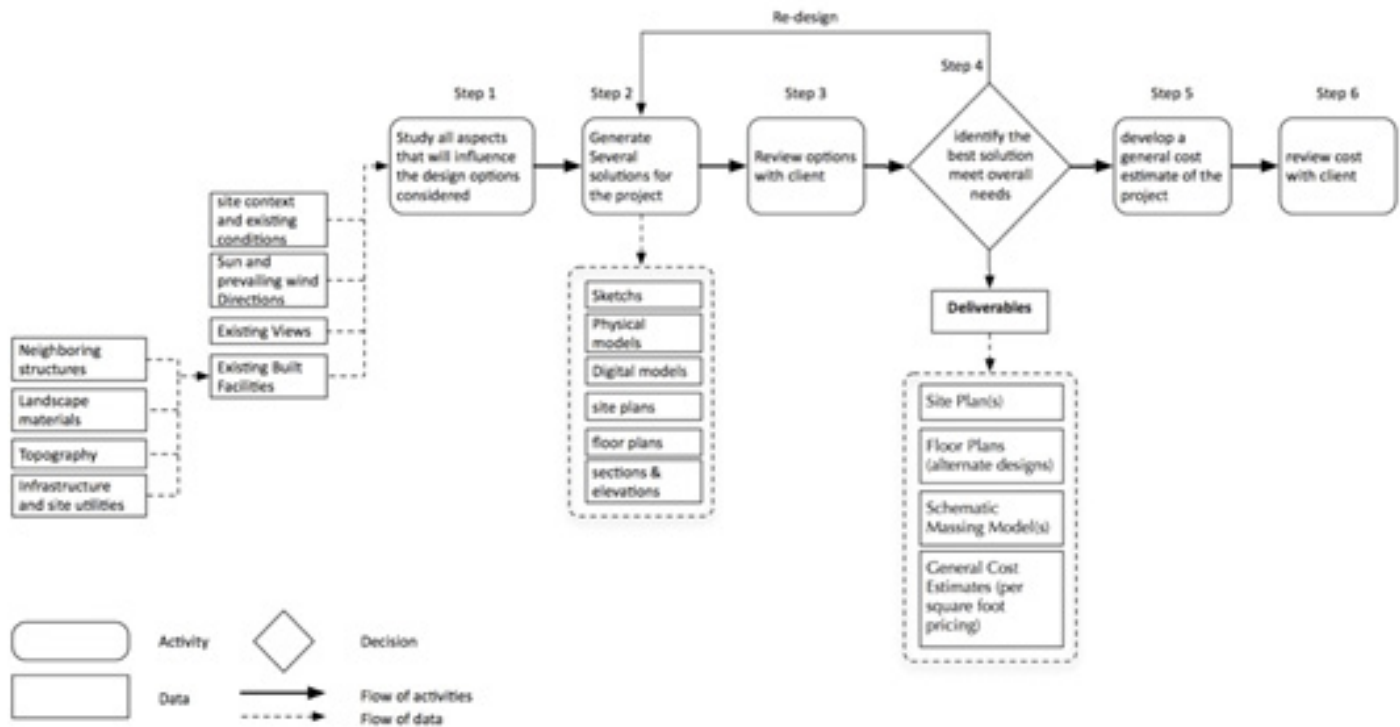 Re-design
Step 4
Step 1
Step 2
Step 3
Step 5
Step 6
Study all aspects
that will influence
the design options
considered
Generate
Several
solutions for
the project
Review options
with client
identify the
best solution
meet overall
needs
develop a
general cost
estimate of the
project
review cost
with client
site context
and existing
conditions
Sun and
prevailing wind
Directions
Existing Views
Existing Built
Facilities
Neighboring
structures
Landscape
materials
Topography
Infrastructure
and site utilities
Sketchs
Physical
models
Digital models
site plans
floor plans
sections &
elevations
Deliverables
Site Plan(s)
Floor Plans
(alternate designs)
Schematic
Massing Model(s)
General Cost
Estimates (per
square foot
pricing)
Activity
Decision
Data
Flow of activities
Flow of data